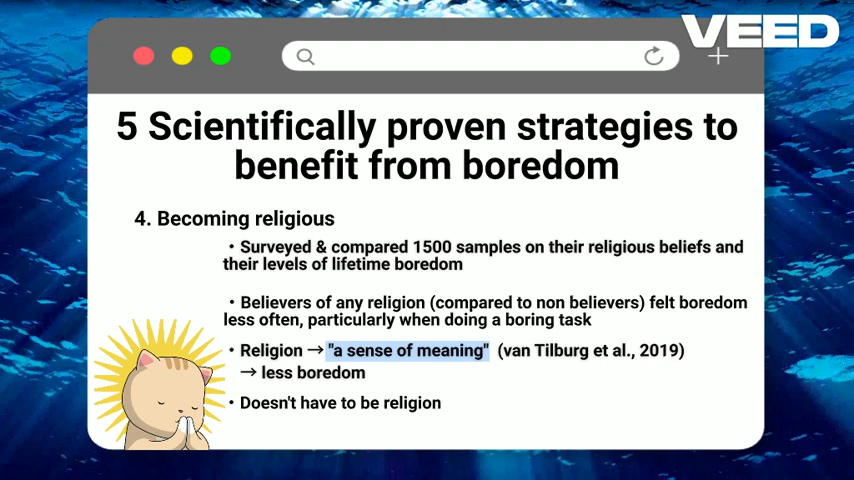 VEED
5 Scientifically proven strategies to
benefit from boredom
4. Becoming religious
・Surveyed & compared 1500 samples on their religious beliefs and
their levels of lifetime boredom
・Believers of any religion (compared to non believers) felt boredom
less often, particularly when doing a boring task
・Religion → "a sense of meaning" (van Tilburg et al., 2019)
→ less boredom
・Doesn't have to be religion